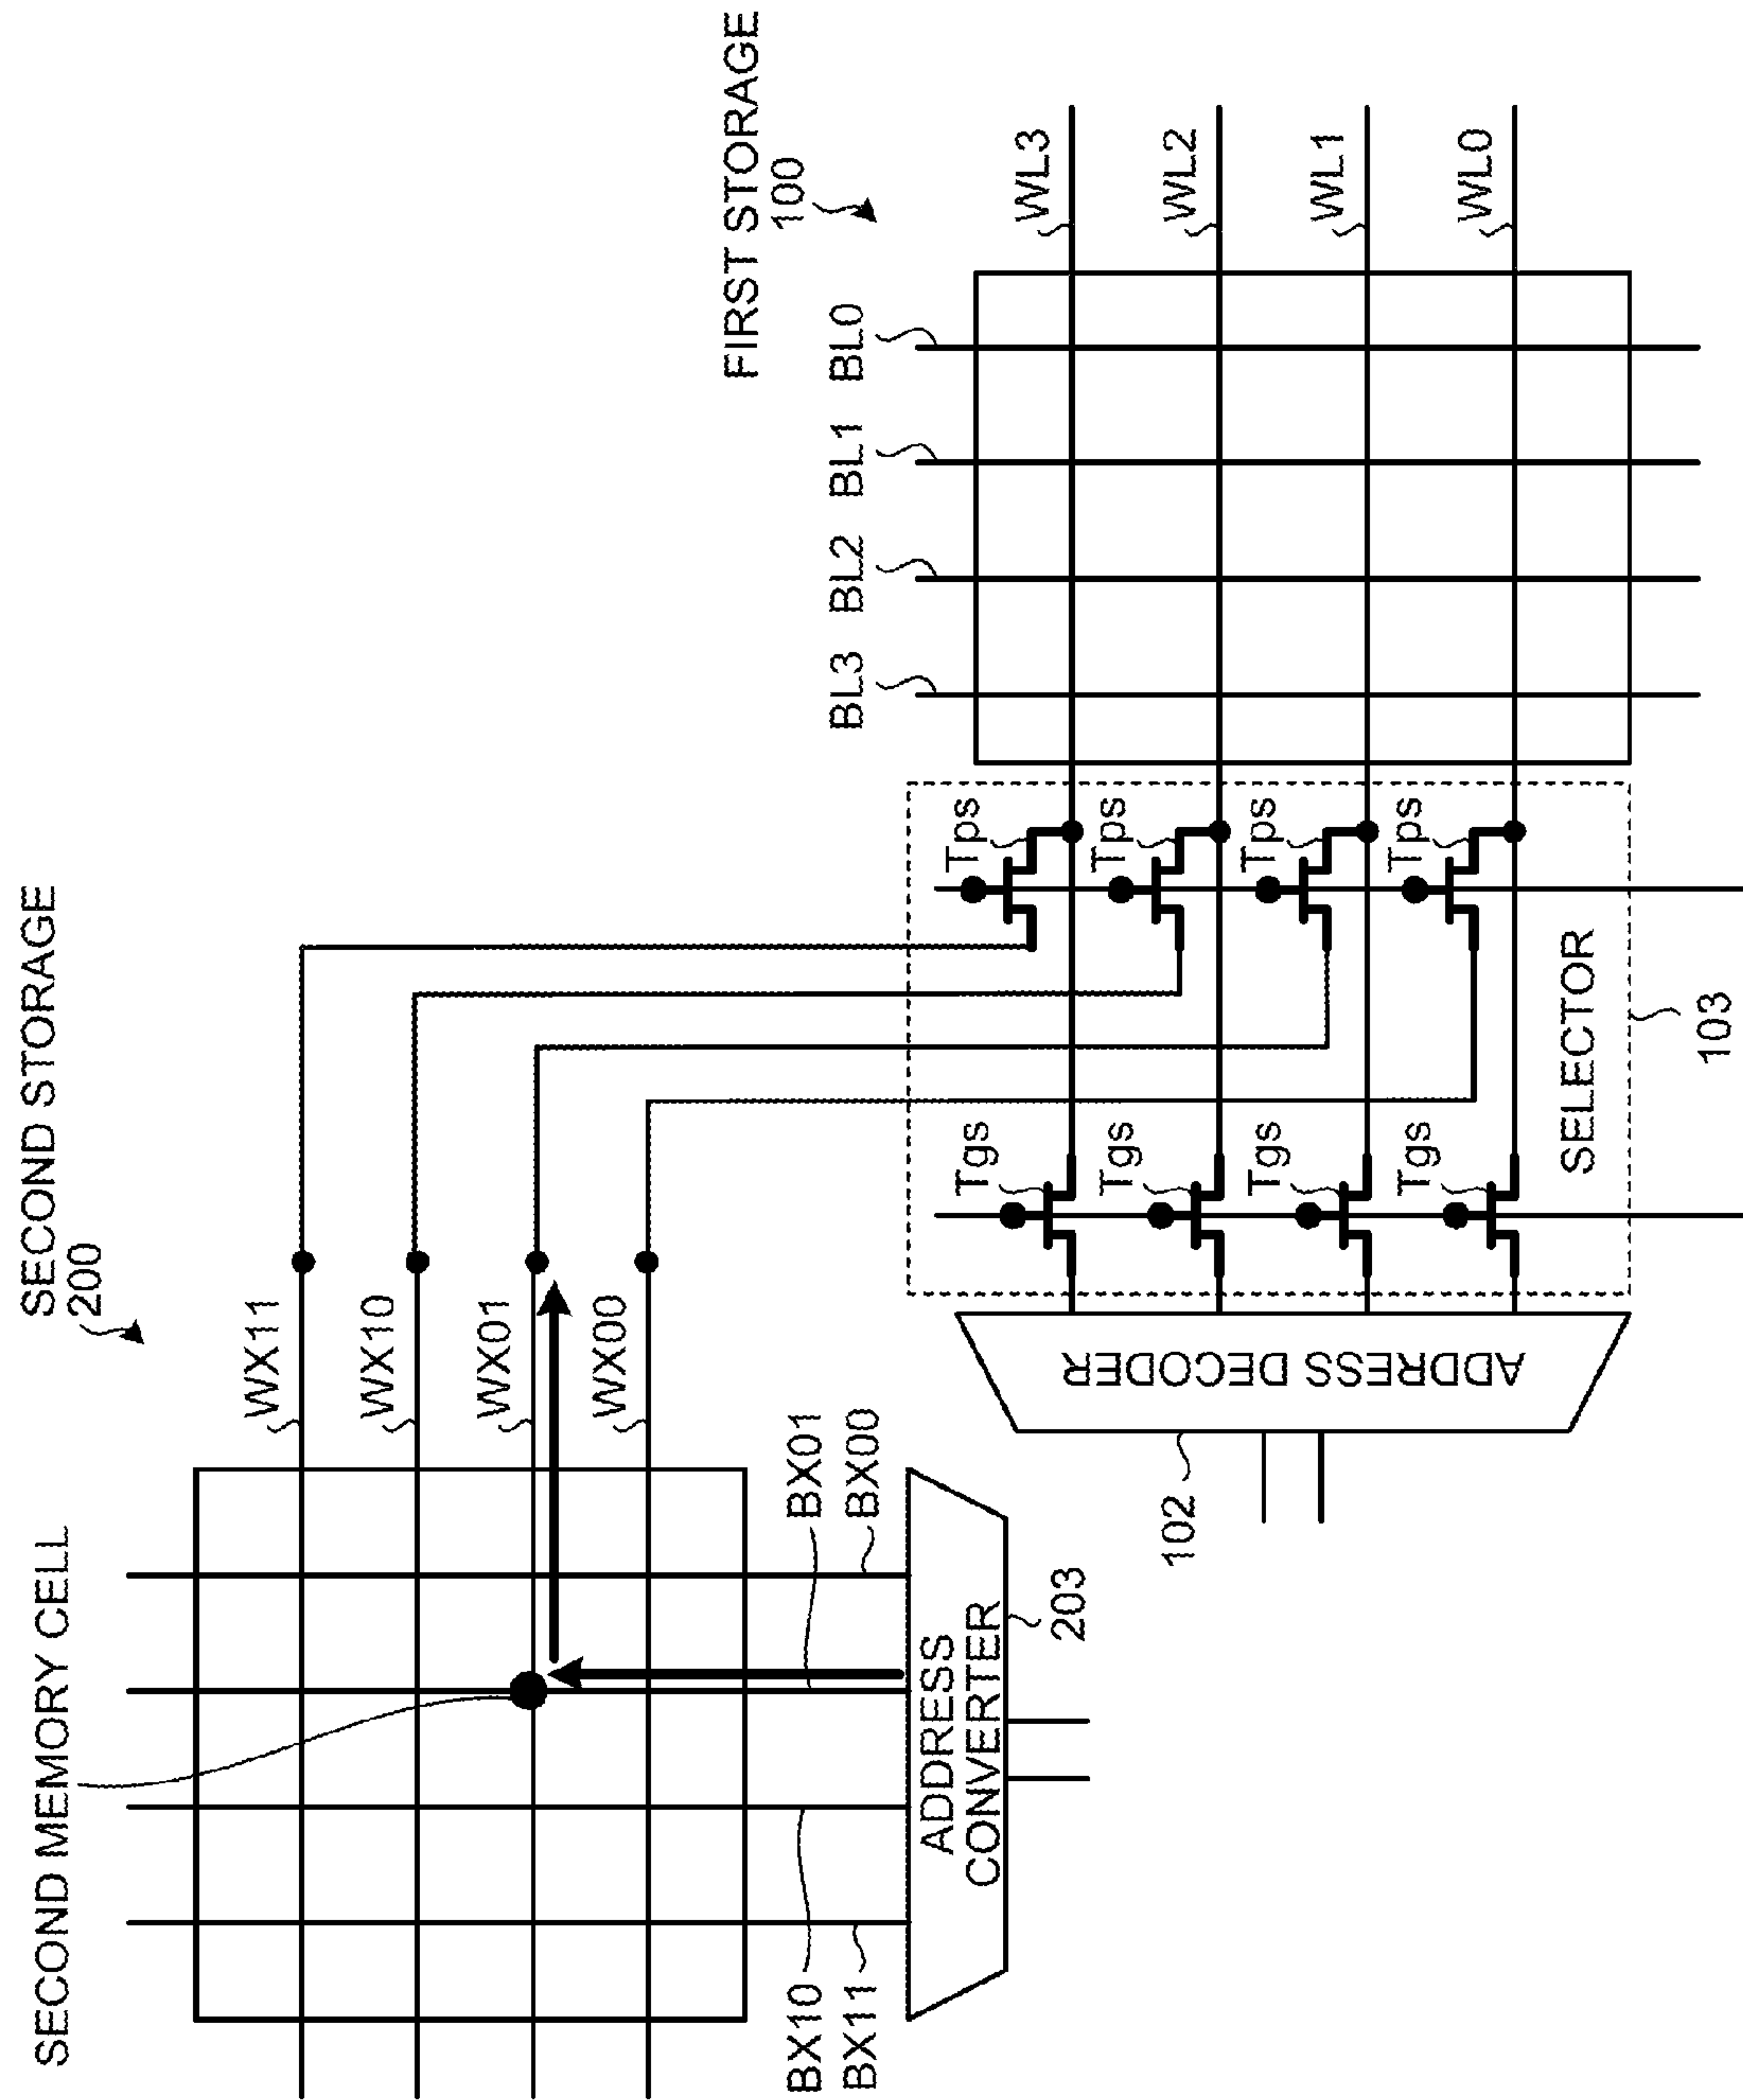 SECOND STORAGE
200
SECOND MEMORY CELL
WX11
WX10
WX01
WX00
BX01
BX00
BX10
BX11
ADDRESS
CONVERTER
203
FIRST STORAGE
100
BL3
BL2
BL1
BL0
WL3
WL2
WL1
WL0
Tgs
Tps
Tgs
Tps
Tgs
Tps
Tgs
Tps
SELECTOR
103
ADDRESS DECODER
102